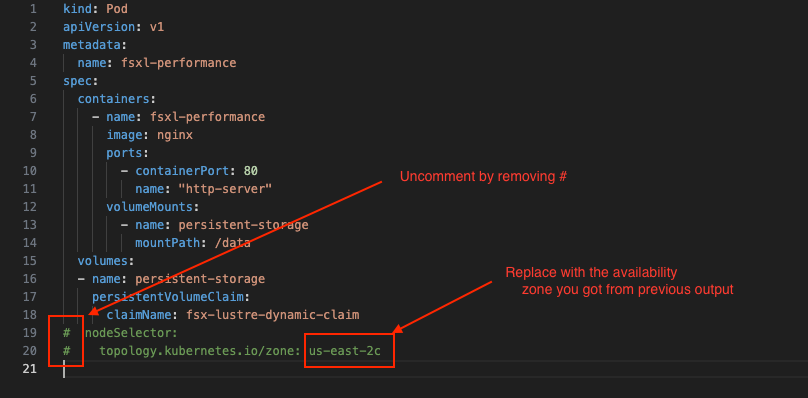 1 kind: Pod
2 apiVersion: v1
3 metadata:
4   name: fsxl-performance
5 spec:
6   containers:
7     - name: fsxl-performance
8       image: nginx
9       ports:
10         - containerPort: 80
11           name: "http-server"
12       volumeMounts:
13         - name: persistent-storage
14           mountPath: /data
15   volumes:
16   - name: persistent-storage
17     persistentVolumeClaim:
18       claimName: fsx-lustre-dynamic-claim
19 #  nodeSelector:
20 #    topology.kubernetes.io/zone: us-east-2c
21
Uncomment by removing #
Replace with the availability
zone you got from previous output